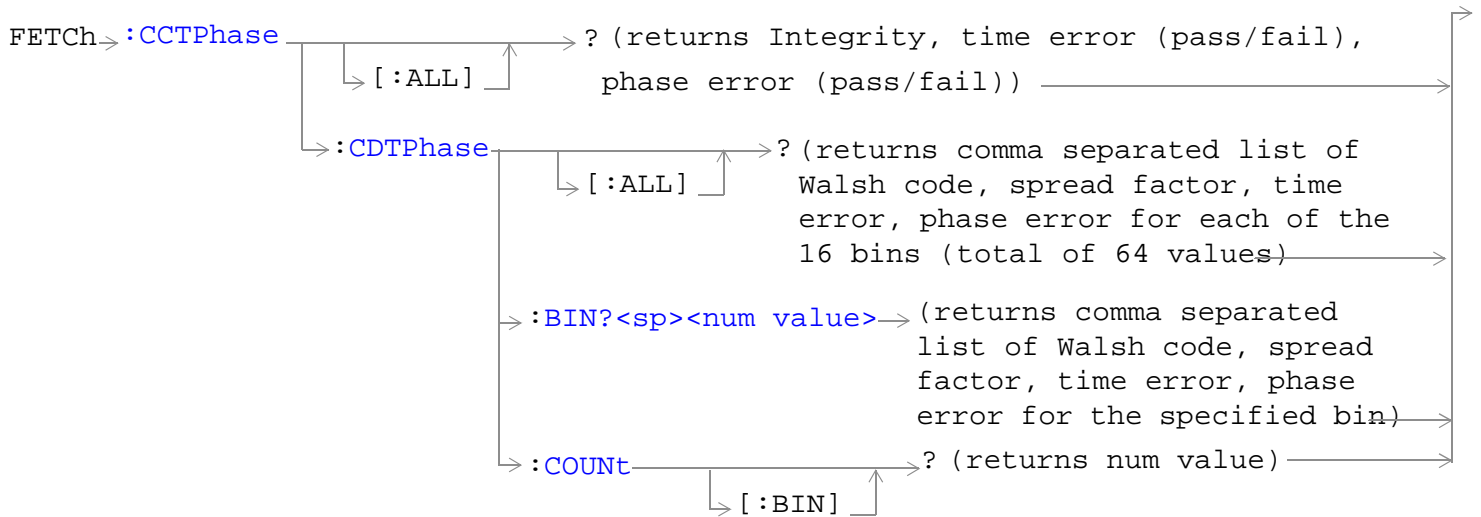 FETCh :CCTPhase ? (returns Integrity, time error (pass/fail),
[:ALL] phase error (pass/fail))
:CDTPhase ? (returns comma separated list of
[:ALL] Walsh code, spread factor, time
error, phase error for each of the
16 bins (total of 64 values)
:BIN?<sp><num value> (returns comma separated
list of Walsh code, spread
factor, time error, phase
error for the specified bin)
:COUNt ? (returns num value)
[:BIN]